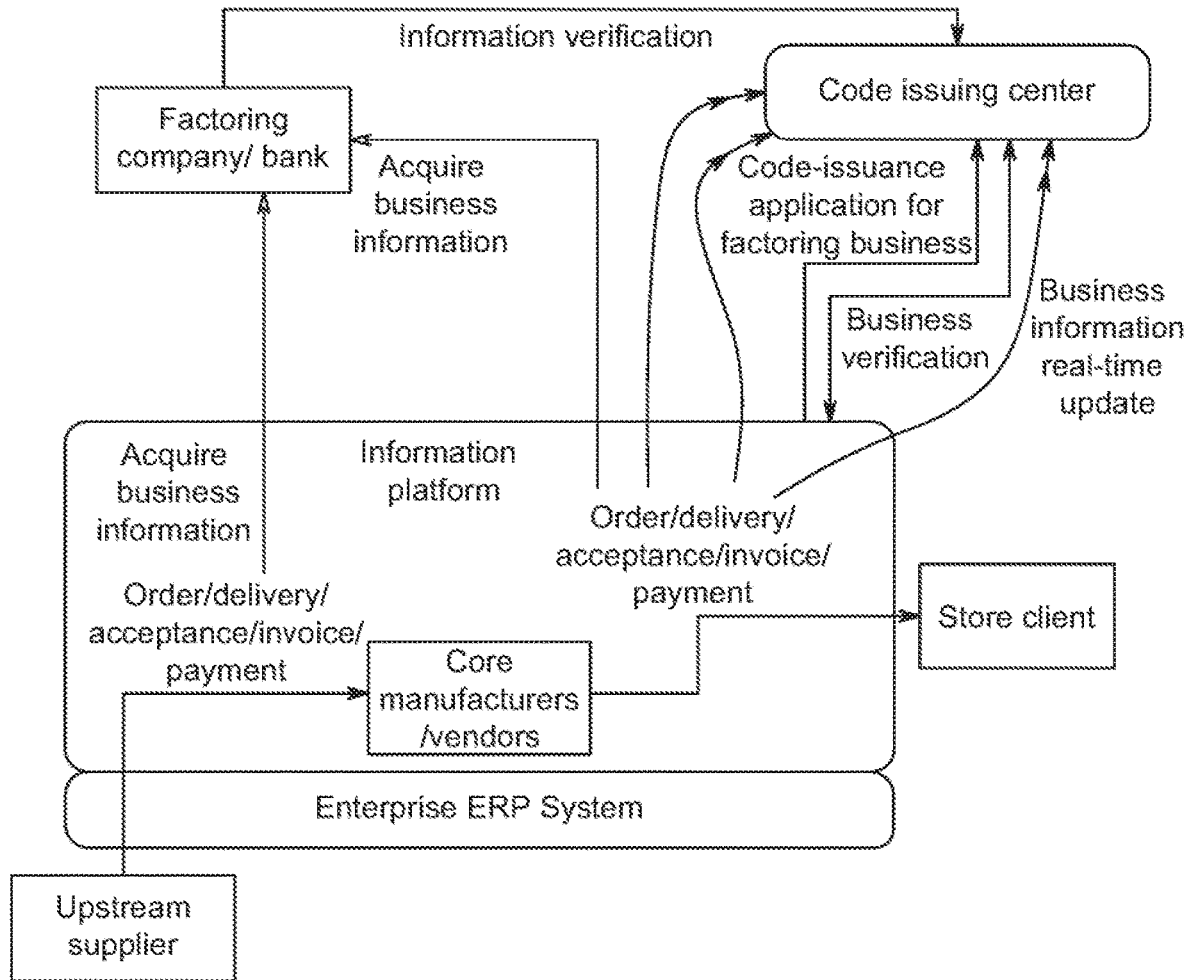 Information verification
Code issuing center
Factoring
company/ bank
Acquire
business
information
Code-issuance
application for
factoring business
Business
verification
Business
information
real-time
update
Acquire
business
information
Information
platform
Order/delivery/
acceptance/invoice/
payment
Order/delivery/
acceptance/invoice/
payment
Store client
Core
manufacturers
/vendors
Enterprise ERP System
Upstream
supplier